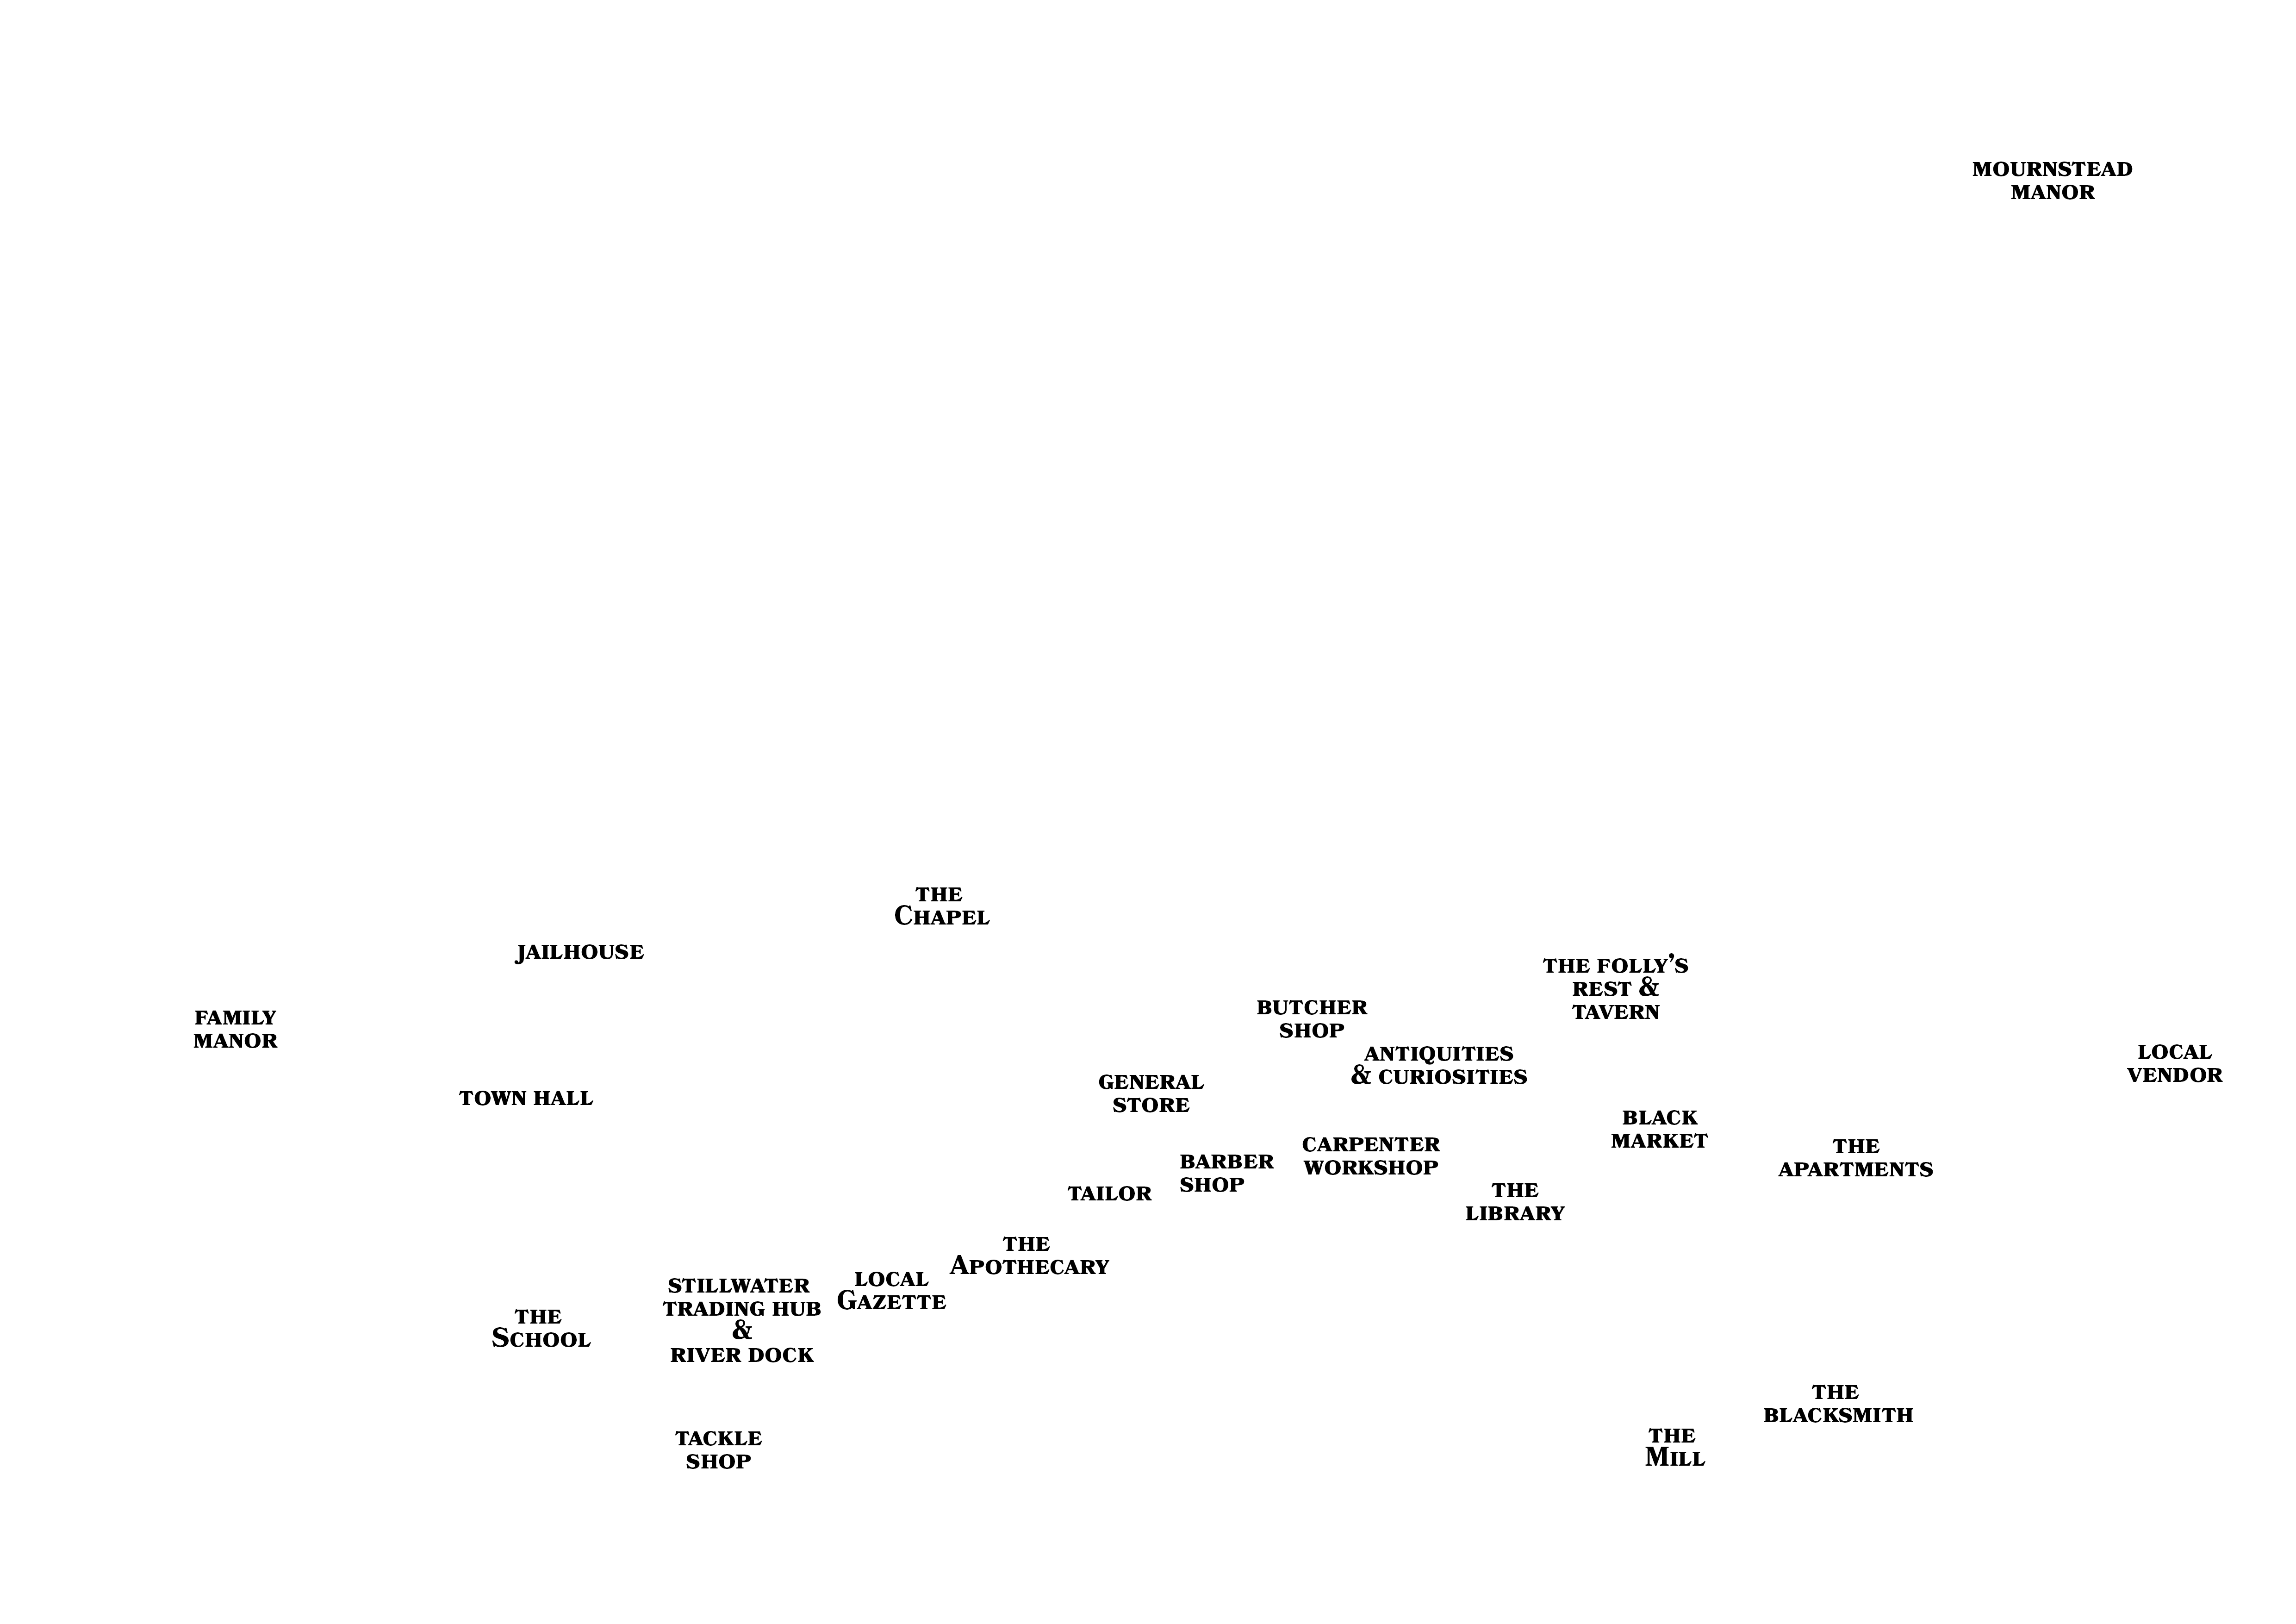 MOURNSTEAD
MANOR
THE
CHAPEL
JAILHOUSE
THE FOLLY’S
REST &
TAVERN
BUTCHER
SHOP
FAMILY
MANOR
ANTIQUITIES
& CURIOSITIES
LOCAL
VENDOR
GENERAL
STORE
TOWN HALL
BLACK
MARKET
CARPENTER
WORKSHOP
THE
APARTMENTS
BARBER
SHOP
TAILOR
THE
LIBRARY
THE
APOTHECARY
LOCAL
GAZETTE
STILLWATER
TRADING HUB
&
RIVER DOCK
THE
SCHOOL
THE
BLACKSMITH
TACKLE
SHOP
THE
MILL